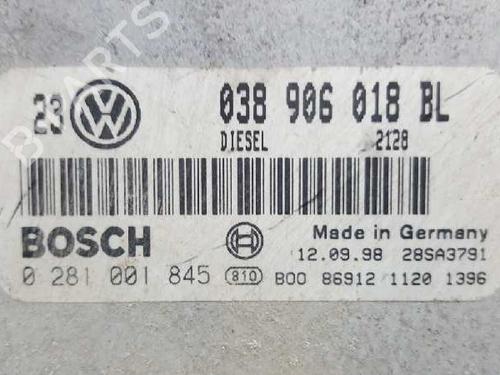 23 VW 038 906 018 BL
DIESEL 2128
BOSCH Made in Germany
12.09.98 28SA3791
0 281 001 845 810 B00 86912 1120 1396